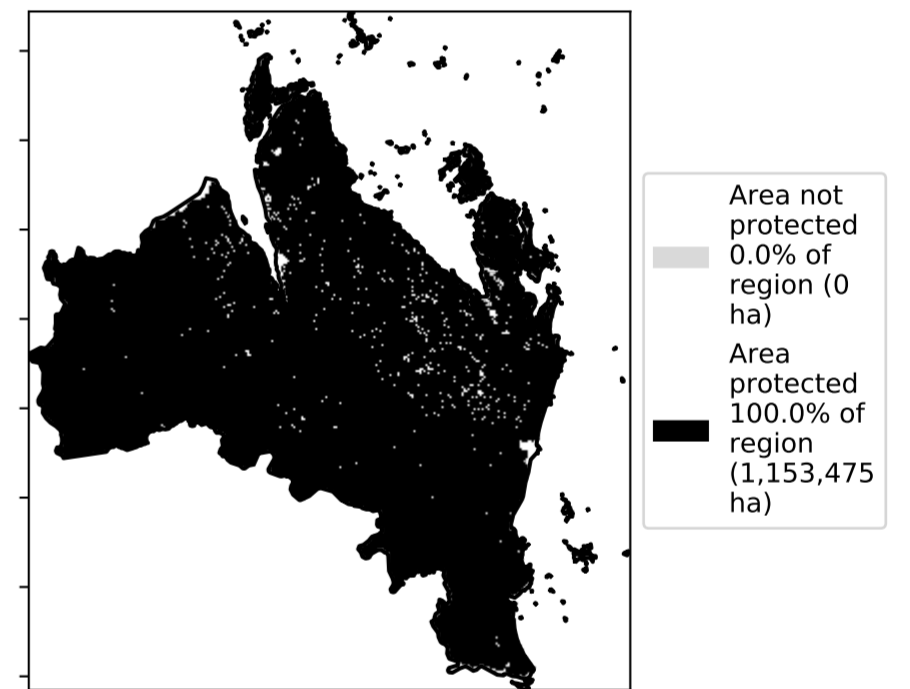 Area not
protected
0.0% of
region (0
ha)
Area
protected
100.0% of
region
(1,153,475
ha)